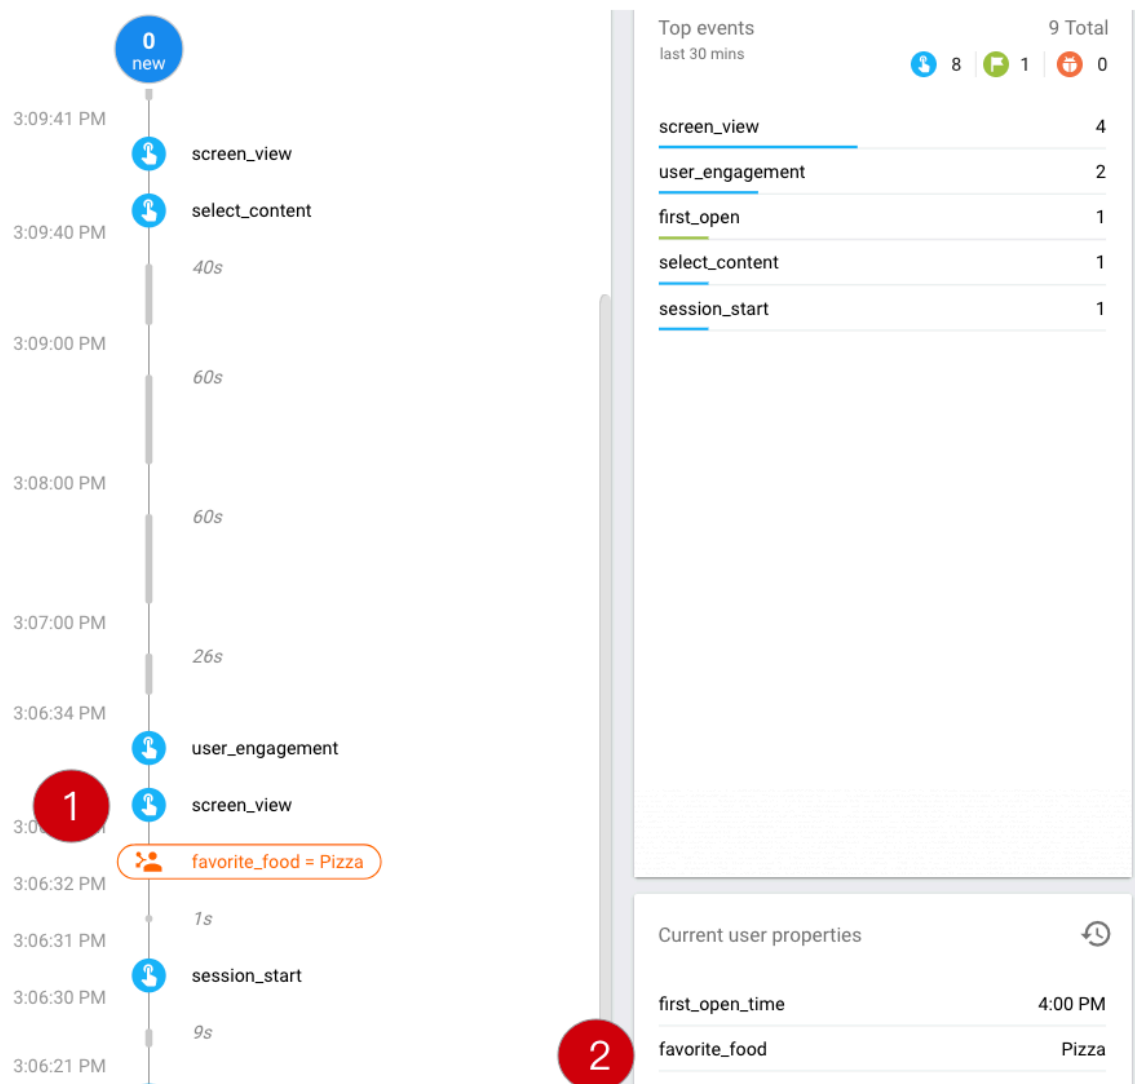 0
new
3:09:41 PM
screen_view
select_content
3:09:40 PM
40s
3:09:00 PM
60s
3:08:00 PM
60s
3:07:00 PM
26s
3:06:34 PM
user_engagement
1
screen_view
favorite_food = Pizza
3:06:32 PM
1s
3:06:31 PM
session_start
3:06:30 PM
9s
3:06:21 PM
Top events 9 Total
last 30 mins
8 1 0
screen_view 4
user_engagement 2
first_open 1
select_content 1
session_start 1
Current user properties
first_open_time 4:00 PM
2
favorite_food Pizza